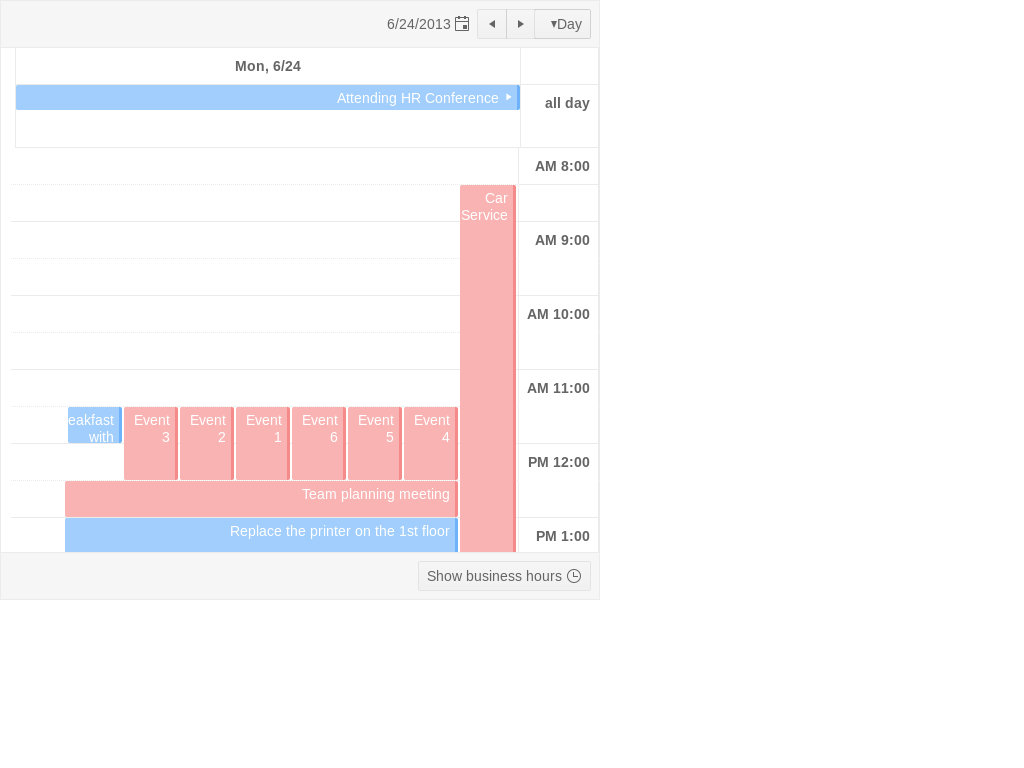 6/24/2013
Day
Mon, 6/24
Attending HR Conference
all day
8:00 AM
Car
Service
9:00 AM
10:00 AM
11:00 AM
with
Event
3
Event
2
Event
1
Event
6
Event
5
Event
4
12:00 PM
Team planning meeting
Replace the printer on the 1st floor
1:00 PM
Show business hours